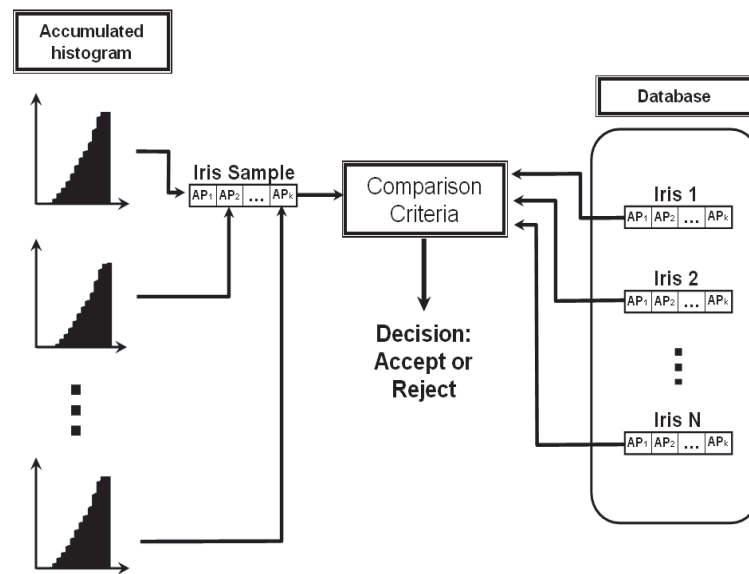 Accumulated
histogram
Iris Sample
AP₁ AP₂ ... APₖ
Comparison
Criteria
Decision:
Accept or
Reject
Database
Iris 1
AP₁ AP₂ ... APₖ
Iris 2
AP₁ AP₂ ... APₖ
Iris N
AP₁ AP₂ ... APₖ